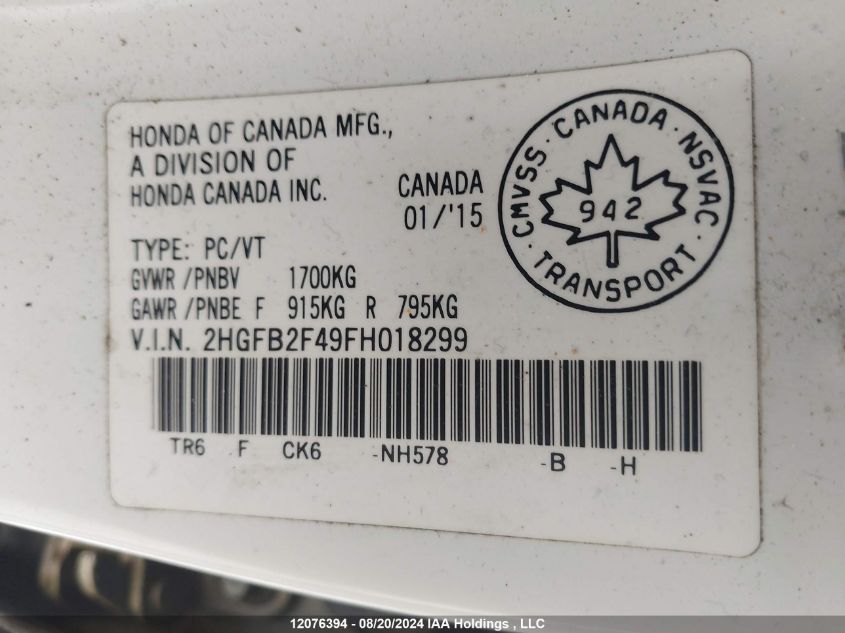 HONDA OF CANADA MFG.,
A DIVISION OF
HONDA CANADA INC.
CANADA
01/'15
CMVSS · CANADA · NSVAC
942
· TRANSPORT ·
TYPE: PC/VT
GVWR /PNBV 1700KG
GAWR /PNBE F 915KG R 795KG
V.I.N. 2HGFB2F49FH018299
TR6 F CK6 -NH578 -B -H
12076394 - 08/20/2024 IAA Holdings , LLC